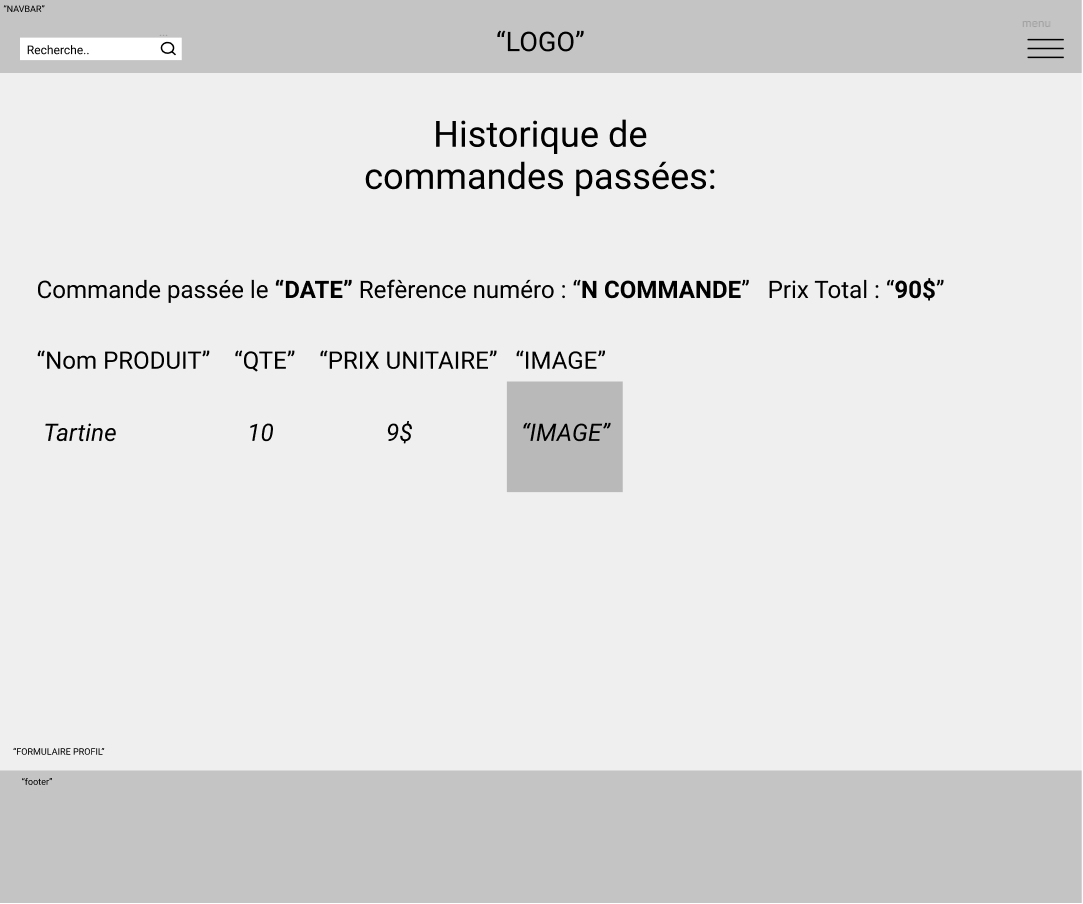 “NAVBAR”
menu
“LOGO”
Recherche..
Historique de
commandes passées:
Commande passée le “DATE” Refèrence numéro : “N COMMANDE” Prix Total : “90$”
“Nom PRODUIT” “QTE” “PRIX UNITAIRE” “IMAGE”
Tartine 10 9$ “IMAGE”
“FORMULAIRE PROFIL”
“footer”